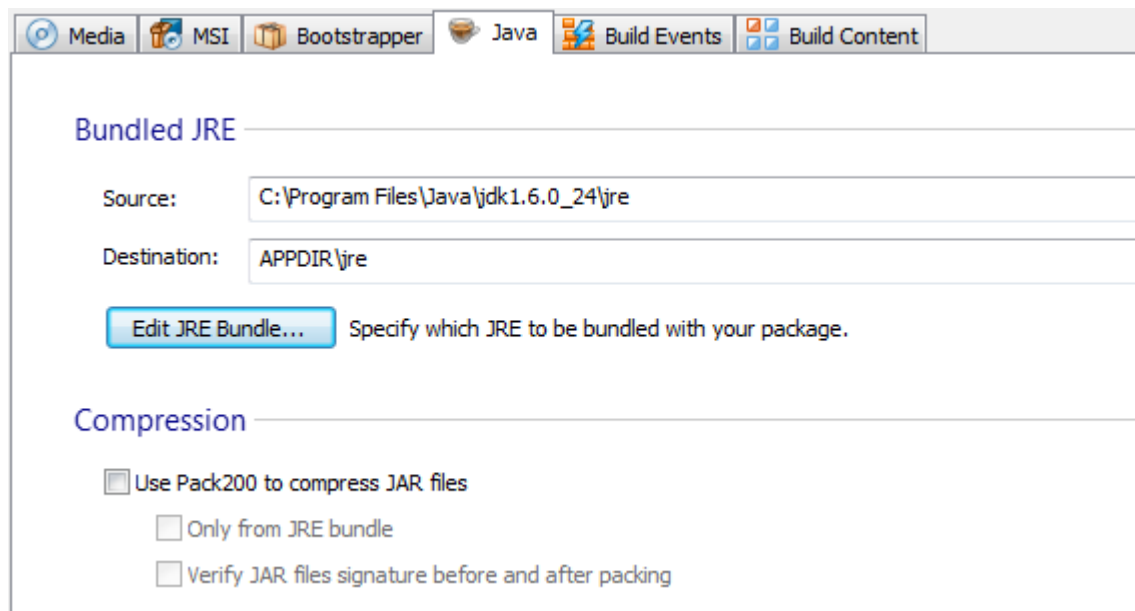 Media MSI Bootstrapper Java Build Events Build Content
Bundled JRE
Source: C:\Program Files\Java\jdk1.6.0_24\jre
Destination: APPDIR\jre
Edit JRE Bundle... Specify which JRE to be bundled with your package.
Compression
Use Pack200 to compress JAR files
Only from JRE bundle
Verify JAR files signature before and after packing